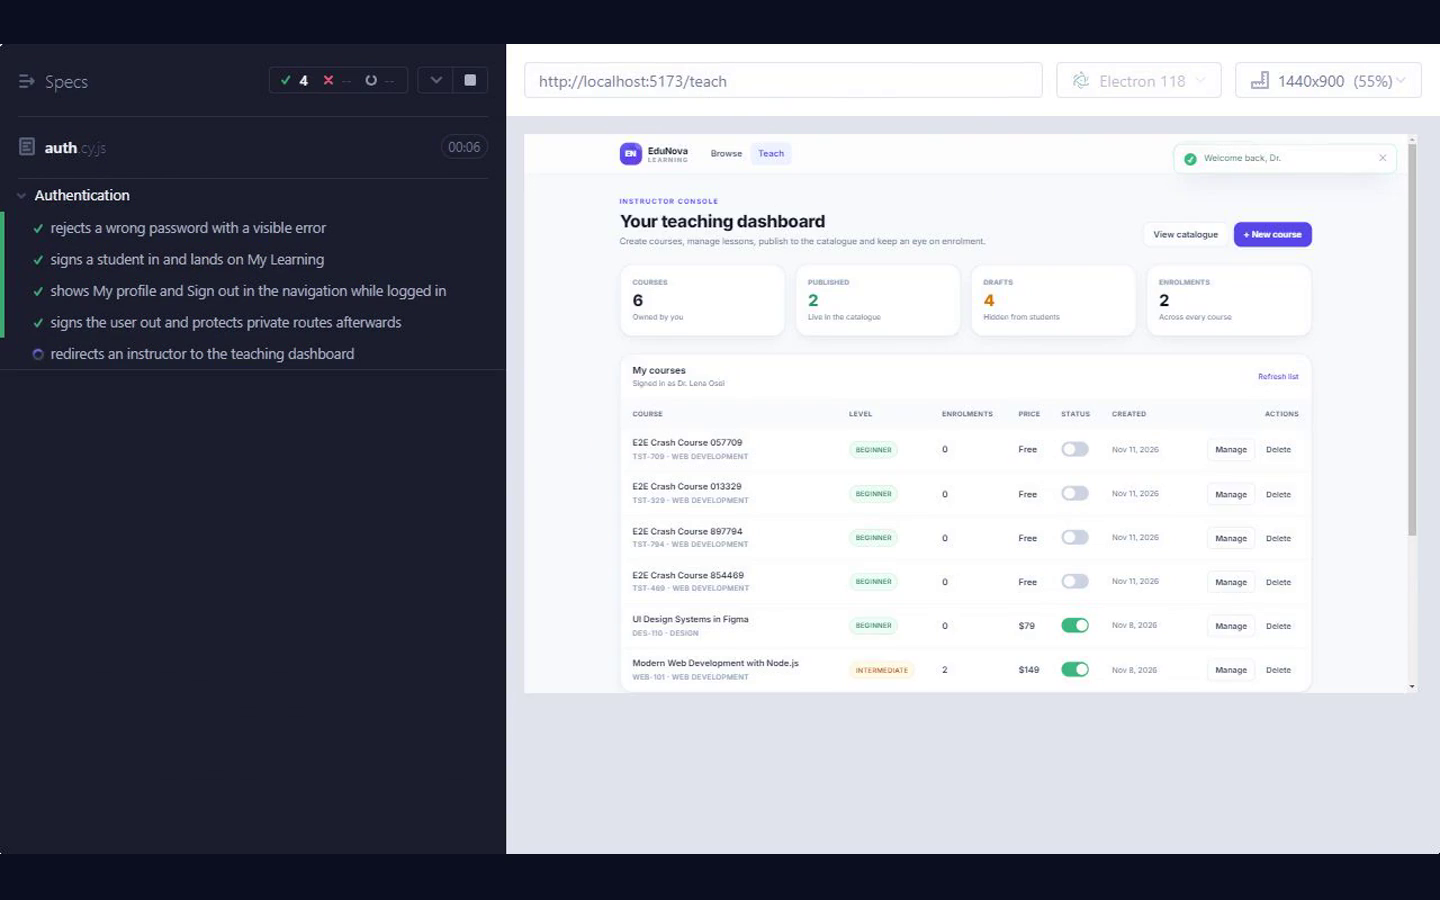 Specs
4
--
--
auth.cy.js
00:06
Authentication
rejects a wrong password with a visible error
signs a student in and lands on My Learning
shows My profile and Sign out in the navigation while logged in
signs the user out and protects private routes afterwards
redirects an instructor to the teaching dashboard
http://localhost:5173/teach
Electron 118
1440x900 (55%)
EN
EduNova
LEARNING
Browse
Teach
Welcome back, Dr.
INSTRUCTOR CONSOLE
Your teaching dashboard
Create courses, manage lessons, publish to the catalogue and keep an eye on enrolment.
View catalogue
+ New course
COURSES
6
Owned by you
PUBLISHED
2
Live in the catalogue
DRAFTS
4
Hidden from students
ENROLMENTS
2
Across every course
My courses
Signed in as Dr. Lena Osei
Refresh list
COURSE LEVEL ENROLMENTS PRICE STATUS CREATED ACTIONS
E2E Crash Course 057709
TST-709 · WEB DEVELOPMENT
BEGINNER 0 Free Nov 11, 2026 Manage Delete
E2E Crash Course 013329
TST-329 · WEB DEVELOPMENT
BEGINNER 0 Free Nov 11, 2026 Manage Delete
E2E Crash Course 897794
TST-794 · WEB DEVELOPMENT
BEGINNER 0 Free Nov 11, 2026 Manage Delete
E2E Crash Course 854469
TST-469 · WEB DEVELOPMENT
BEGINNER 0 Free Nov 11, 2026 Manage Delete
UI Design Systems in Figma
DES-110 · DESIGN
BEGINNER 0 $79 Nov 8, 2026 Manage Delete
Modern Web Development with Node.js
WEB-101 · WEB DEVELOPMENT
INTERMEDIATE 2 $149 Nov 8, 2026 Manage Delete